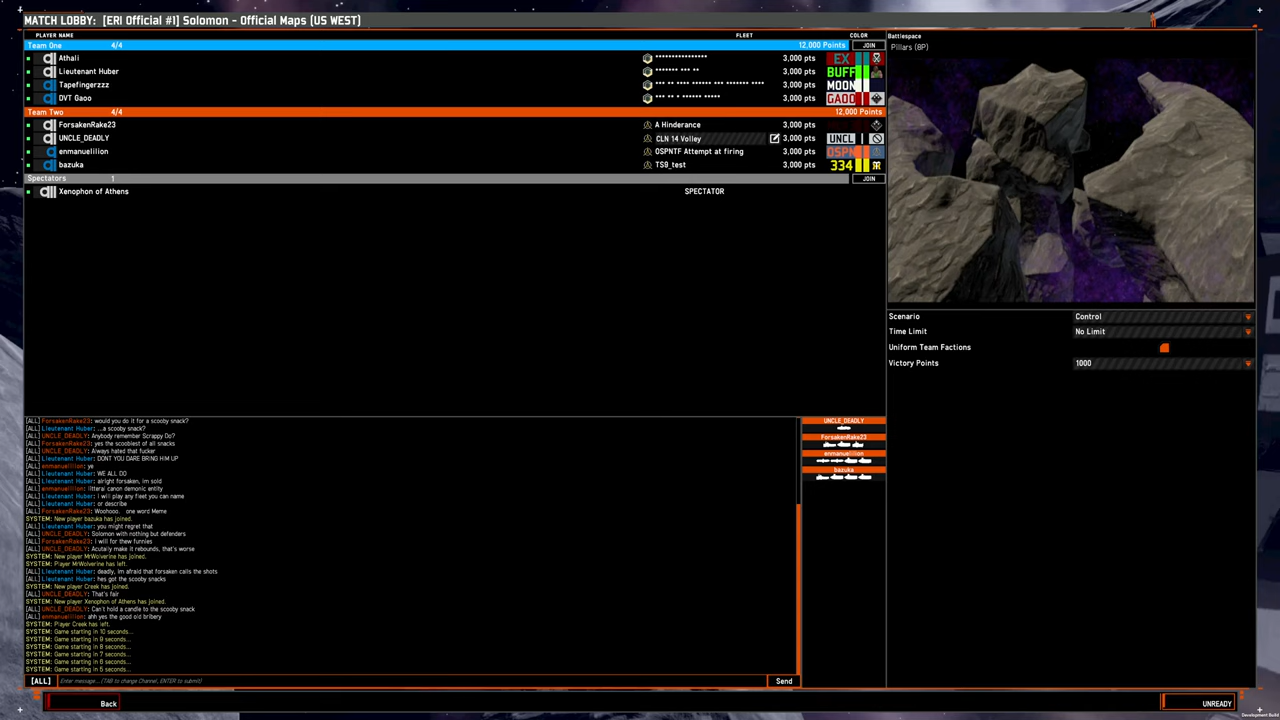 MATCH LOBBY: [ERI Official #1] Solomon - Official Maps (US WEST)
PLAYER NAME FLEET COLOR
Team One 4/4 12,000 Points JOIN
Athali **************** 3,000 pts EX
Lieutenant Huber ******* *** ** 3,000 pts BUFF
Tapefingerzzz *** ** **** ****** *** ******* **** 3,000 pts MOON
DVT Gaoo *** ** * ****** ***** 3,000 pts GAOO
Team Two 4/4 12,000 Points
ForsakenRake23 A Hinderance 3,000 pts
UNCLE_DEADLY CLN 14 Volley 3,000 pts UNCL
enmanuellion OSPNTF Attempt at firing 3,000 pts OSPN
bazuka TS9_test 3,000 pts 334
Spectators 1 JOIN
Xenophon of Athens SPECTATOR
Battlespace
Pillars (8P)
Scenario Control
Time Limit No Limit
Uniform Team Factions
Victory Points 1000
[ALL] ForsakenRake23: would you do it for a scooby snack?
[ALL] Lieutenant Huber: ...a scooby snack?
[ALL] UNCLE_DEADLY: Anybody remember Scrappy Do?
[ALL] ForsakenRake23: yes the scoobiest of all snacks
[ALL] UNCLE_DEADLY: Always hated that fucker
[ALL] Lieutenant Huber: DONT YOU DARE BRING HIM UP
[ALL] enmanuellion: ye
[ALL] Lieutenant Huber: WE ALL DO
[ALL] Lieutenant Huber: alright forsaken, im sold
[ALL] enmanuellion: litteral canon demonic entity
[ALL] Lieutenant Huber: i will play any fleet you can name
[ALL] Lieutenant Huber: or describe
[ALL] ForsakenRake23: Woohooo. one word Meme
SYSTEM: New player bazuka has joined.
[ALL] Lieutenant Huber: you might regret that
[ALL] UNCLE_DEADLY: Solomon with nothing but defenders
[ALL] ForsakenRake23: I will for thew funnies
[ALL] UNCLE_DEADLY: Acutally make it rebounds, that's worse
SYSTEM: New player MrWolverine has joined.
SYSTEM: Player MrWolverine has left.
[ALL] Lieutenant Huber: deadly, im afraid that forsaken calls the shots
[ALL] Lieutenant Huber: hes got the scooby snacks
SYSTEM: New player Creek has joined.
[ALL] UNCLE_DEADLY: That's fair
SYSTEM: New player Xenophon of Athens has joined.
[ALL] UNCLE_DEADLY: Can't hold a candle to the scooby snack
[ALL] enmanuellion: ahh yes the good old bribery
SYSTEM: Player Creek has left.
SYSTEM: Game starting in 10 seconds...
SYSTEM: Game starting in 9 seconds...
SYSTEM: Game starting in 8 seconds...
SYSTEM: Game starting in 7 seconds...
SYSTEM: Game starting in 6 seconds...
SYSTEM: Game starting in 5 seconds...
UNCLE_DEADLY
ForsakenRake23
enmanuellion
bazuka
[ALL] Enter message... (TAB to change Channel, ENTER to submit) Send
Back
UNREADY
Development Build